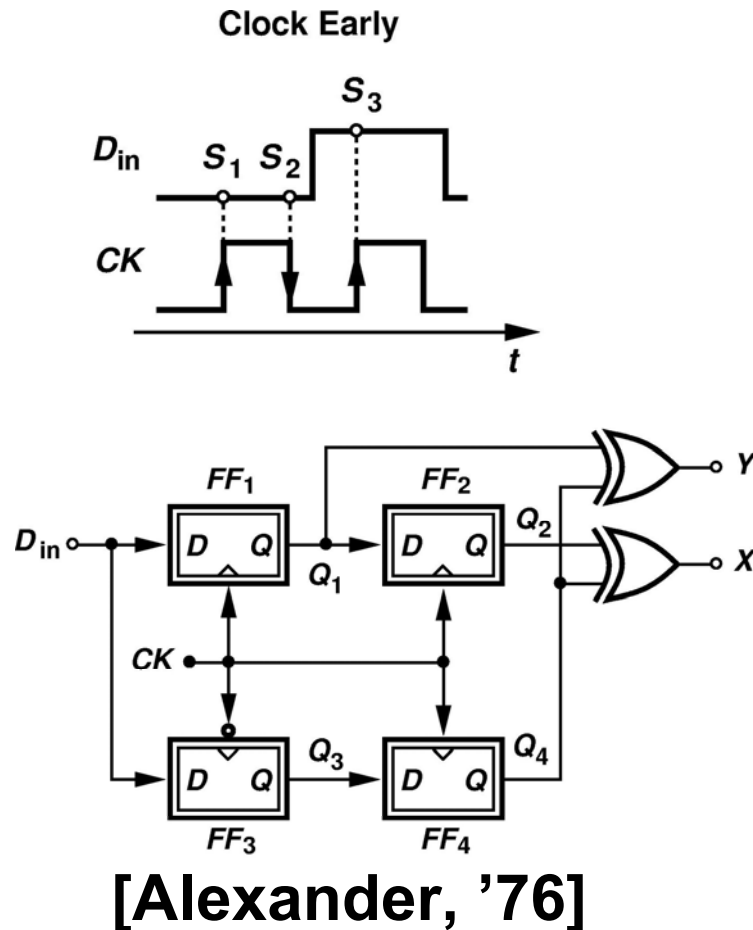 Clock Early
S3
Din S1 S2
CK
t
Y
FF1 FF2
Q2
Din D Q D Q
X
Q1
CK
Q3 Q4
D Q D Q
FF3 FF4
[Alexander, ’76]